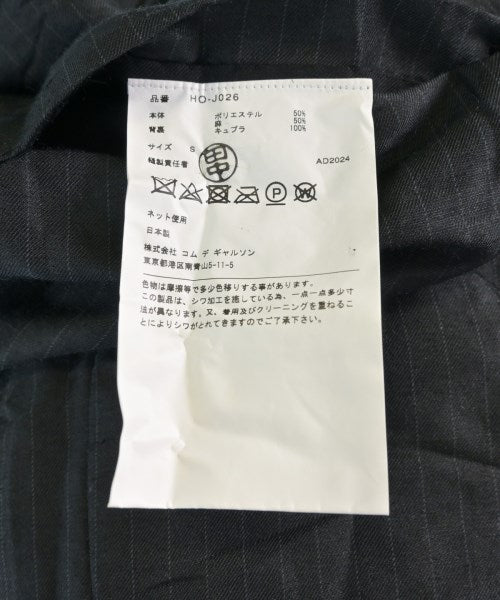 品番 HO-J026
本体 ポリエステル 50%
麻 50%
背裏 キュプラ 100%
サイズ S
縫製責任者 田中 AD2024
P W
ネット使用
日本製
株式会社 コム デ ギャルソン
東京都港区南青山5-11-5
色物は摩擦等で多少色移りする事があります。
この製品は、シワ加工を施している為、一点一点多少寸
法が異なります。又、着用及びクリーニングを重ねるこ
とによりシワがとれてきますのでご了承下さい。